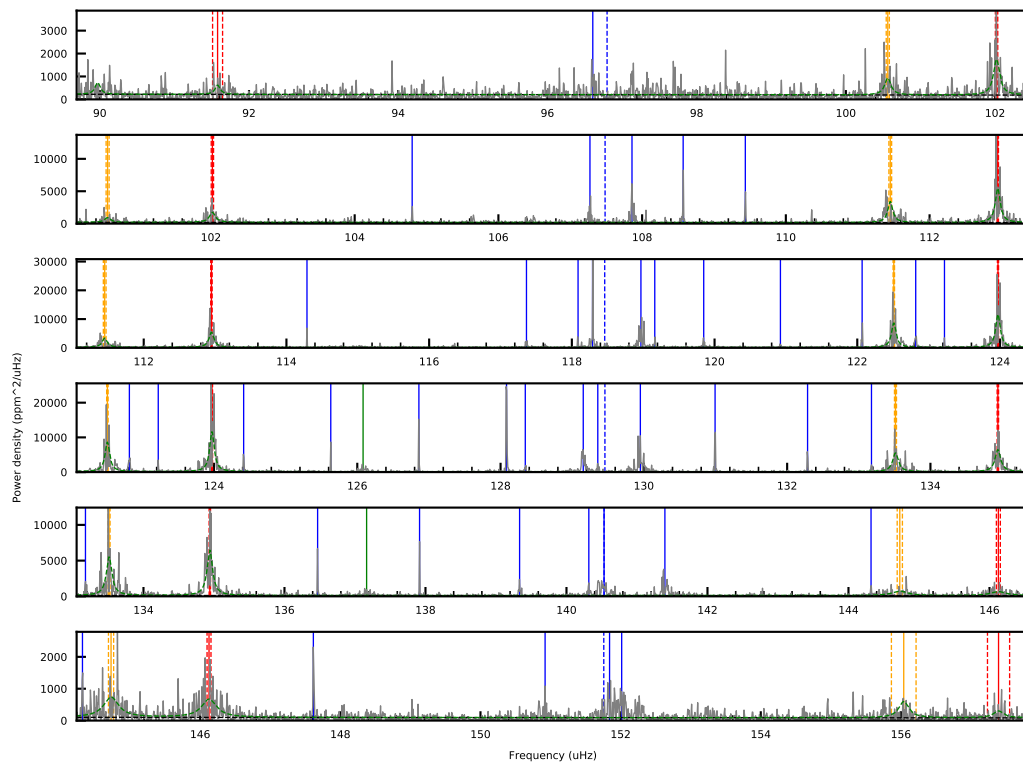 3000
2000
1000
0
90 92 94 96 98 100 102
10000
5000
0
102 104 106 108 110 112
30000
20000
10000
0
112 114 116 118 120 122 124
20000
10000
0
124 126 128 130 132 134
10000
5000
0
134 136 138 140 142 144 146
2000
1000
0
146 148 150 152 154 156
Power density (ppm^2/uHz)
Frequency (uHz)